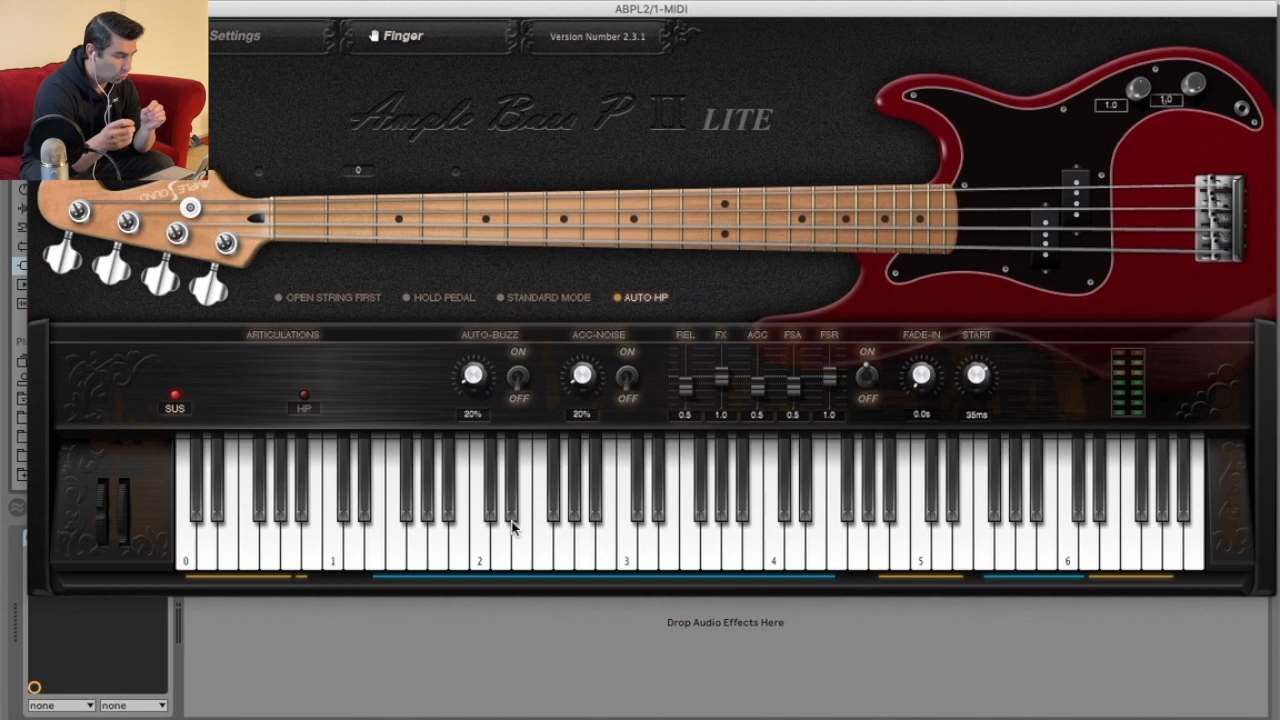 ABPL2/1-MIDI
Settings
Finger
Version Number 2.3.1
Ample Bass P II LITE
1.0
1.0
0
AMPLE SOUND
OPEN STRING FIRST
HOLD PEDAL
STANDARD MODE
AUTO HP
ARTICULATIONS
AUTO-BUZZ
ACC-NOISE
REL
FX
ACC
FSA
FSR
FADE-IN
START
ON
ON
ON
OFF
OFF
OFF
SUS
HP
20%
20%
0.5
1.0
0.5
0.5
1.0
0.0s
35ms
0
1
2
3
4
5
6
Drop Audio Effects Here
none
none